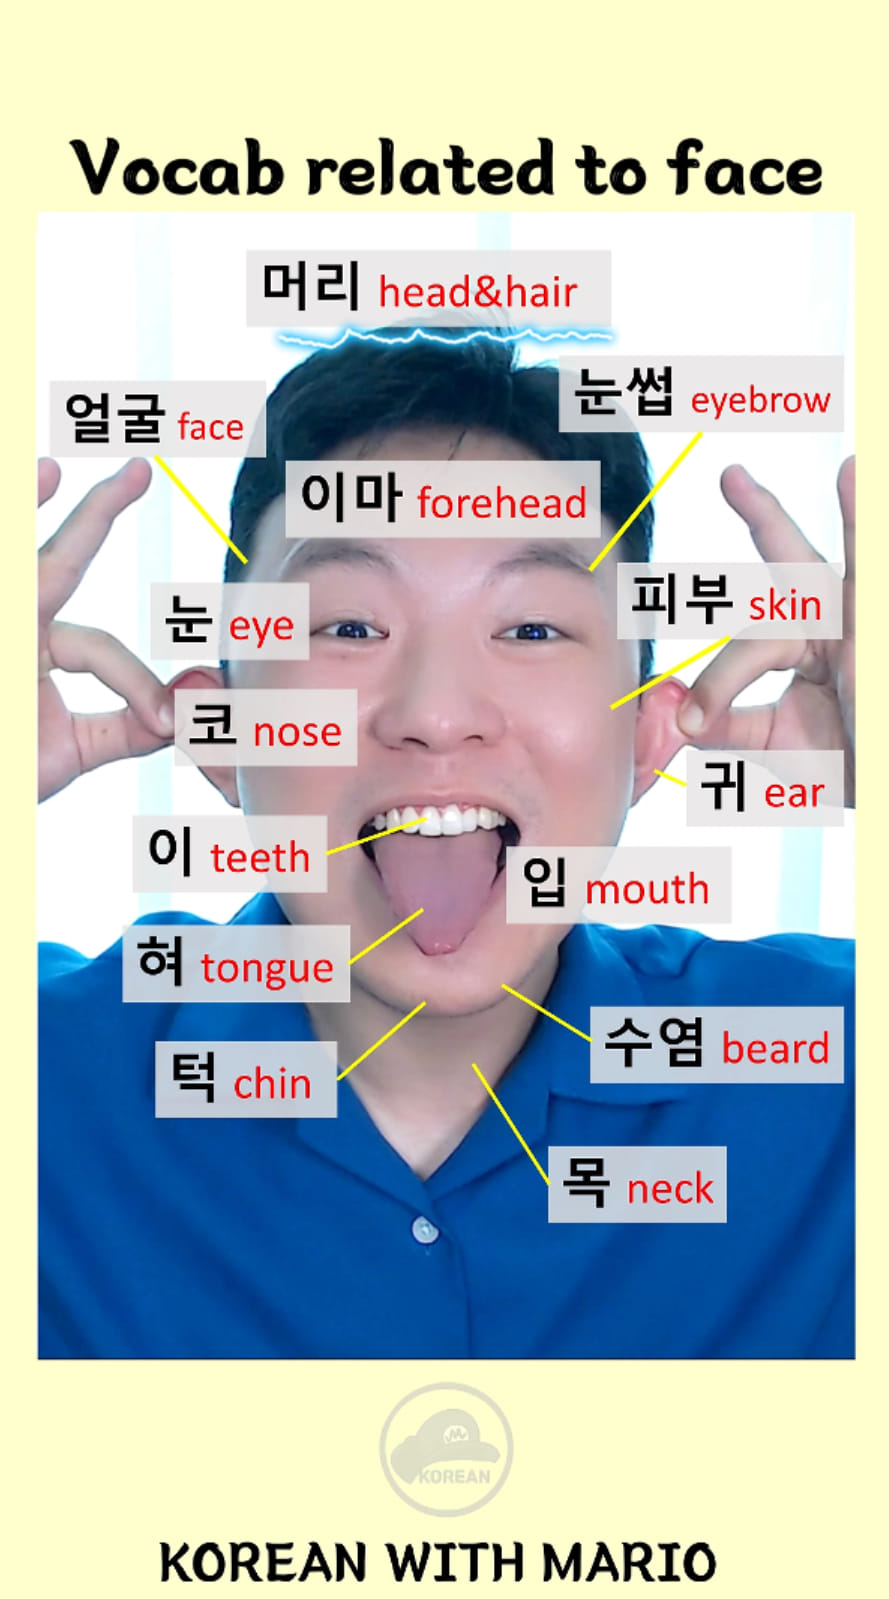 Vocab related to face
머리 head&hair
눈썹 eyebrow
얼굴 face
이마 forehead
피부 skin
눈 eye
코 nose
귀 ear
이 teeth
입 mouth
혀 tongue
수염 beard
턱 chin
목 neck
M
KOREAN
KOREAN WITH MARIO